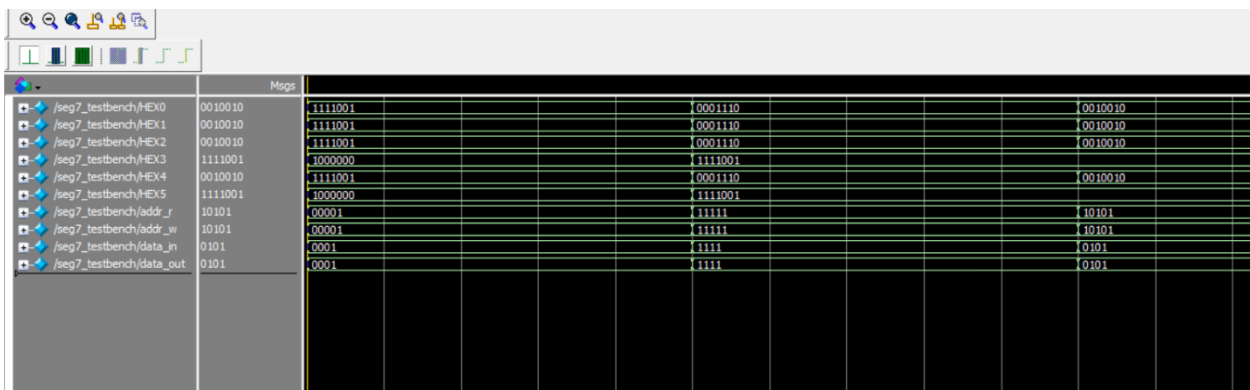 Msgs
/seg7_testbench/HEX0 0010010 1111001 0001110 0010010
/seg7_testbench/HEX1 0010010 1111001 0001110 0010010
/seg7_testbench/HEX2 0010010 1111001 0001110 0010010
/seg7_testbench/HEX3 1111001 1000000 1111001
/seg7_testbench/HEX4 0010010 1111001 0001110 0010010
/seg7_testbench/HEX5 1111001 1000000 1111001
/seg7_testbench/addr_r 10101 00001 11111 10101
/seg7_testbench/addr_w 10101 00001 11111 10101
/seg7_testbench/data_in 0101 0001 1111 0101
/seg7_testbench/data_out 0101 0001 1111 0101